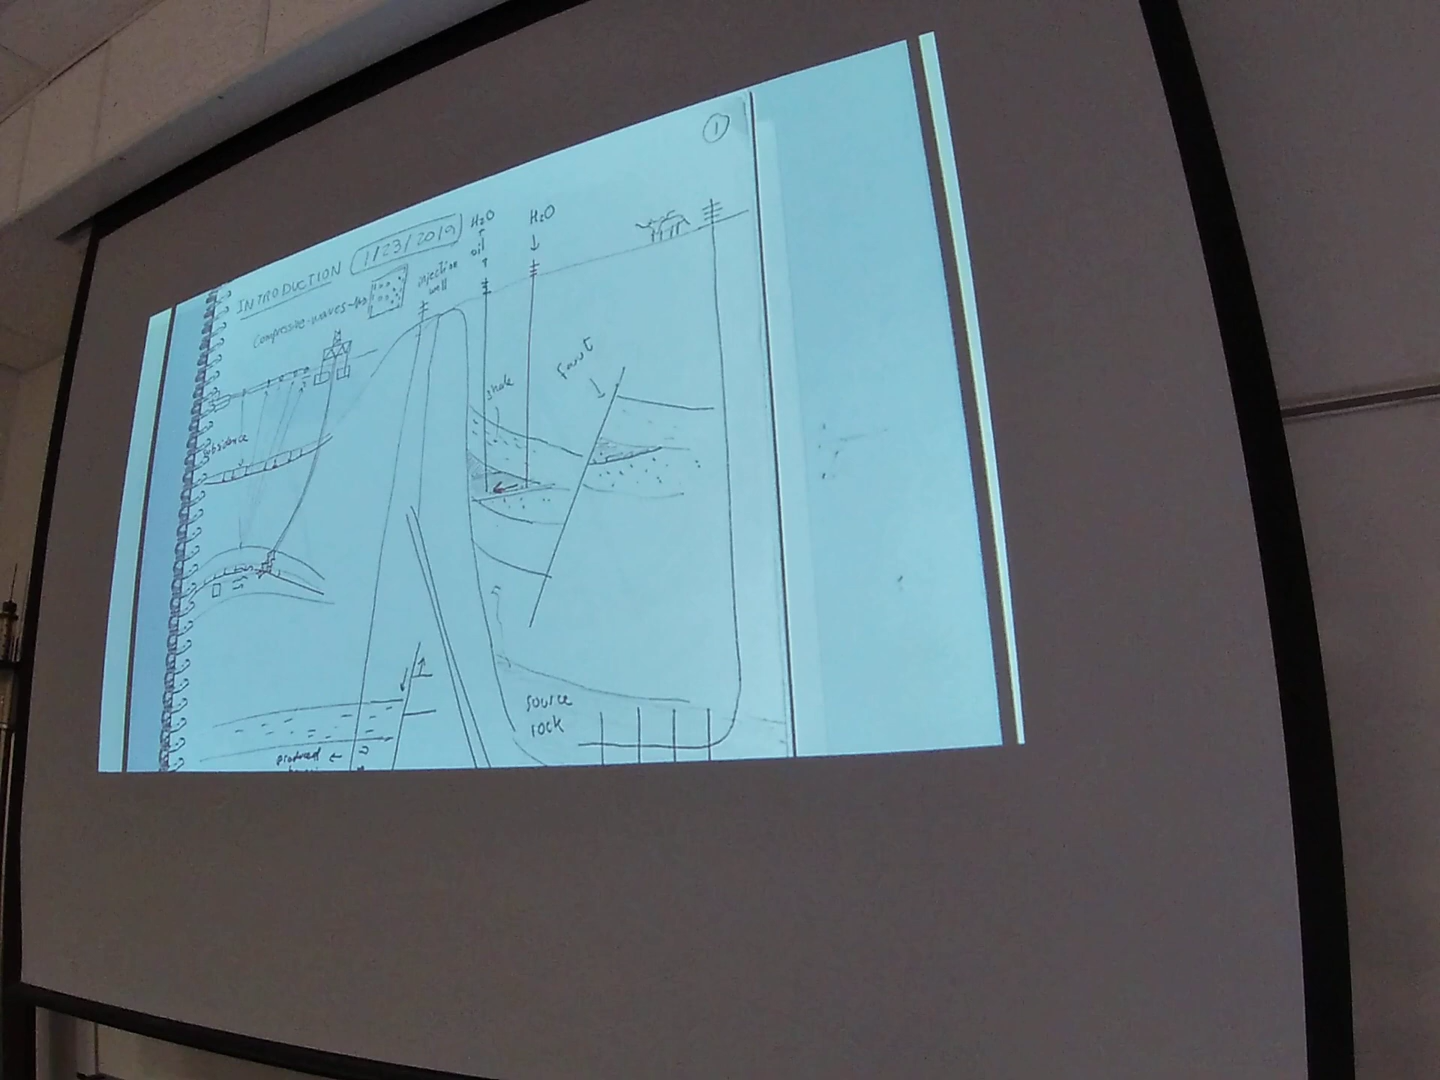 1
INTRODUCTION 1/23/2019
H2O
H2O
oil
injection
well
Compressive-waves
shale
Fault
subsidence
source
rock
produced